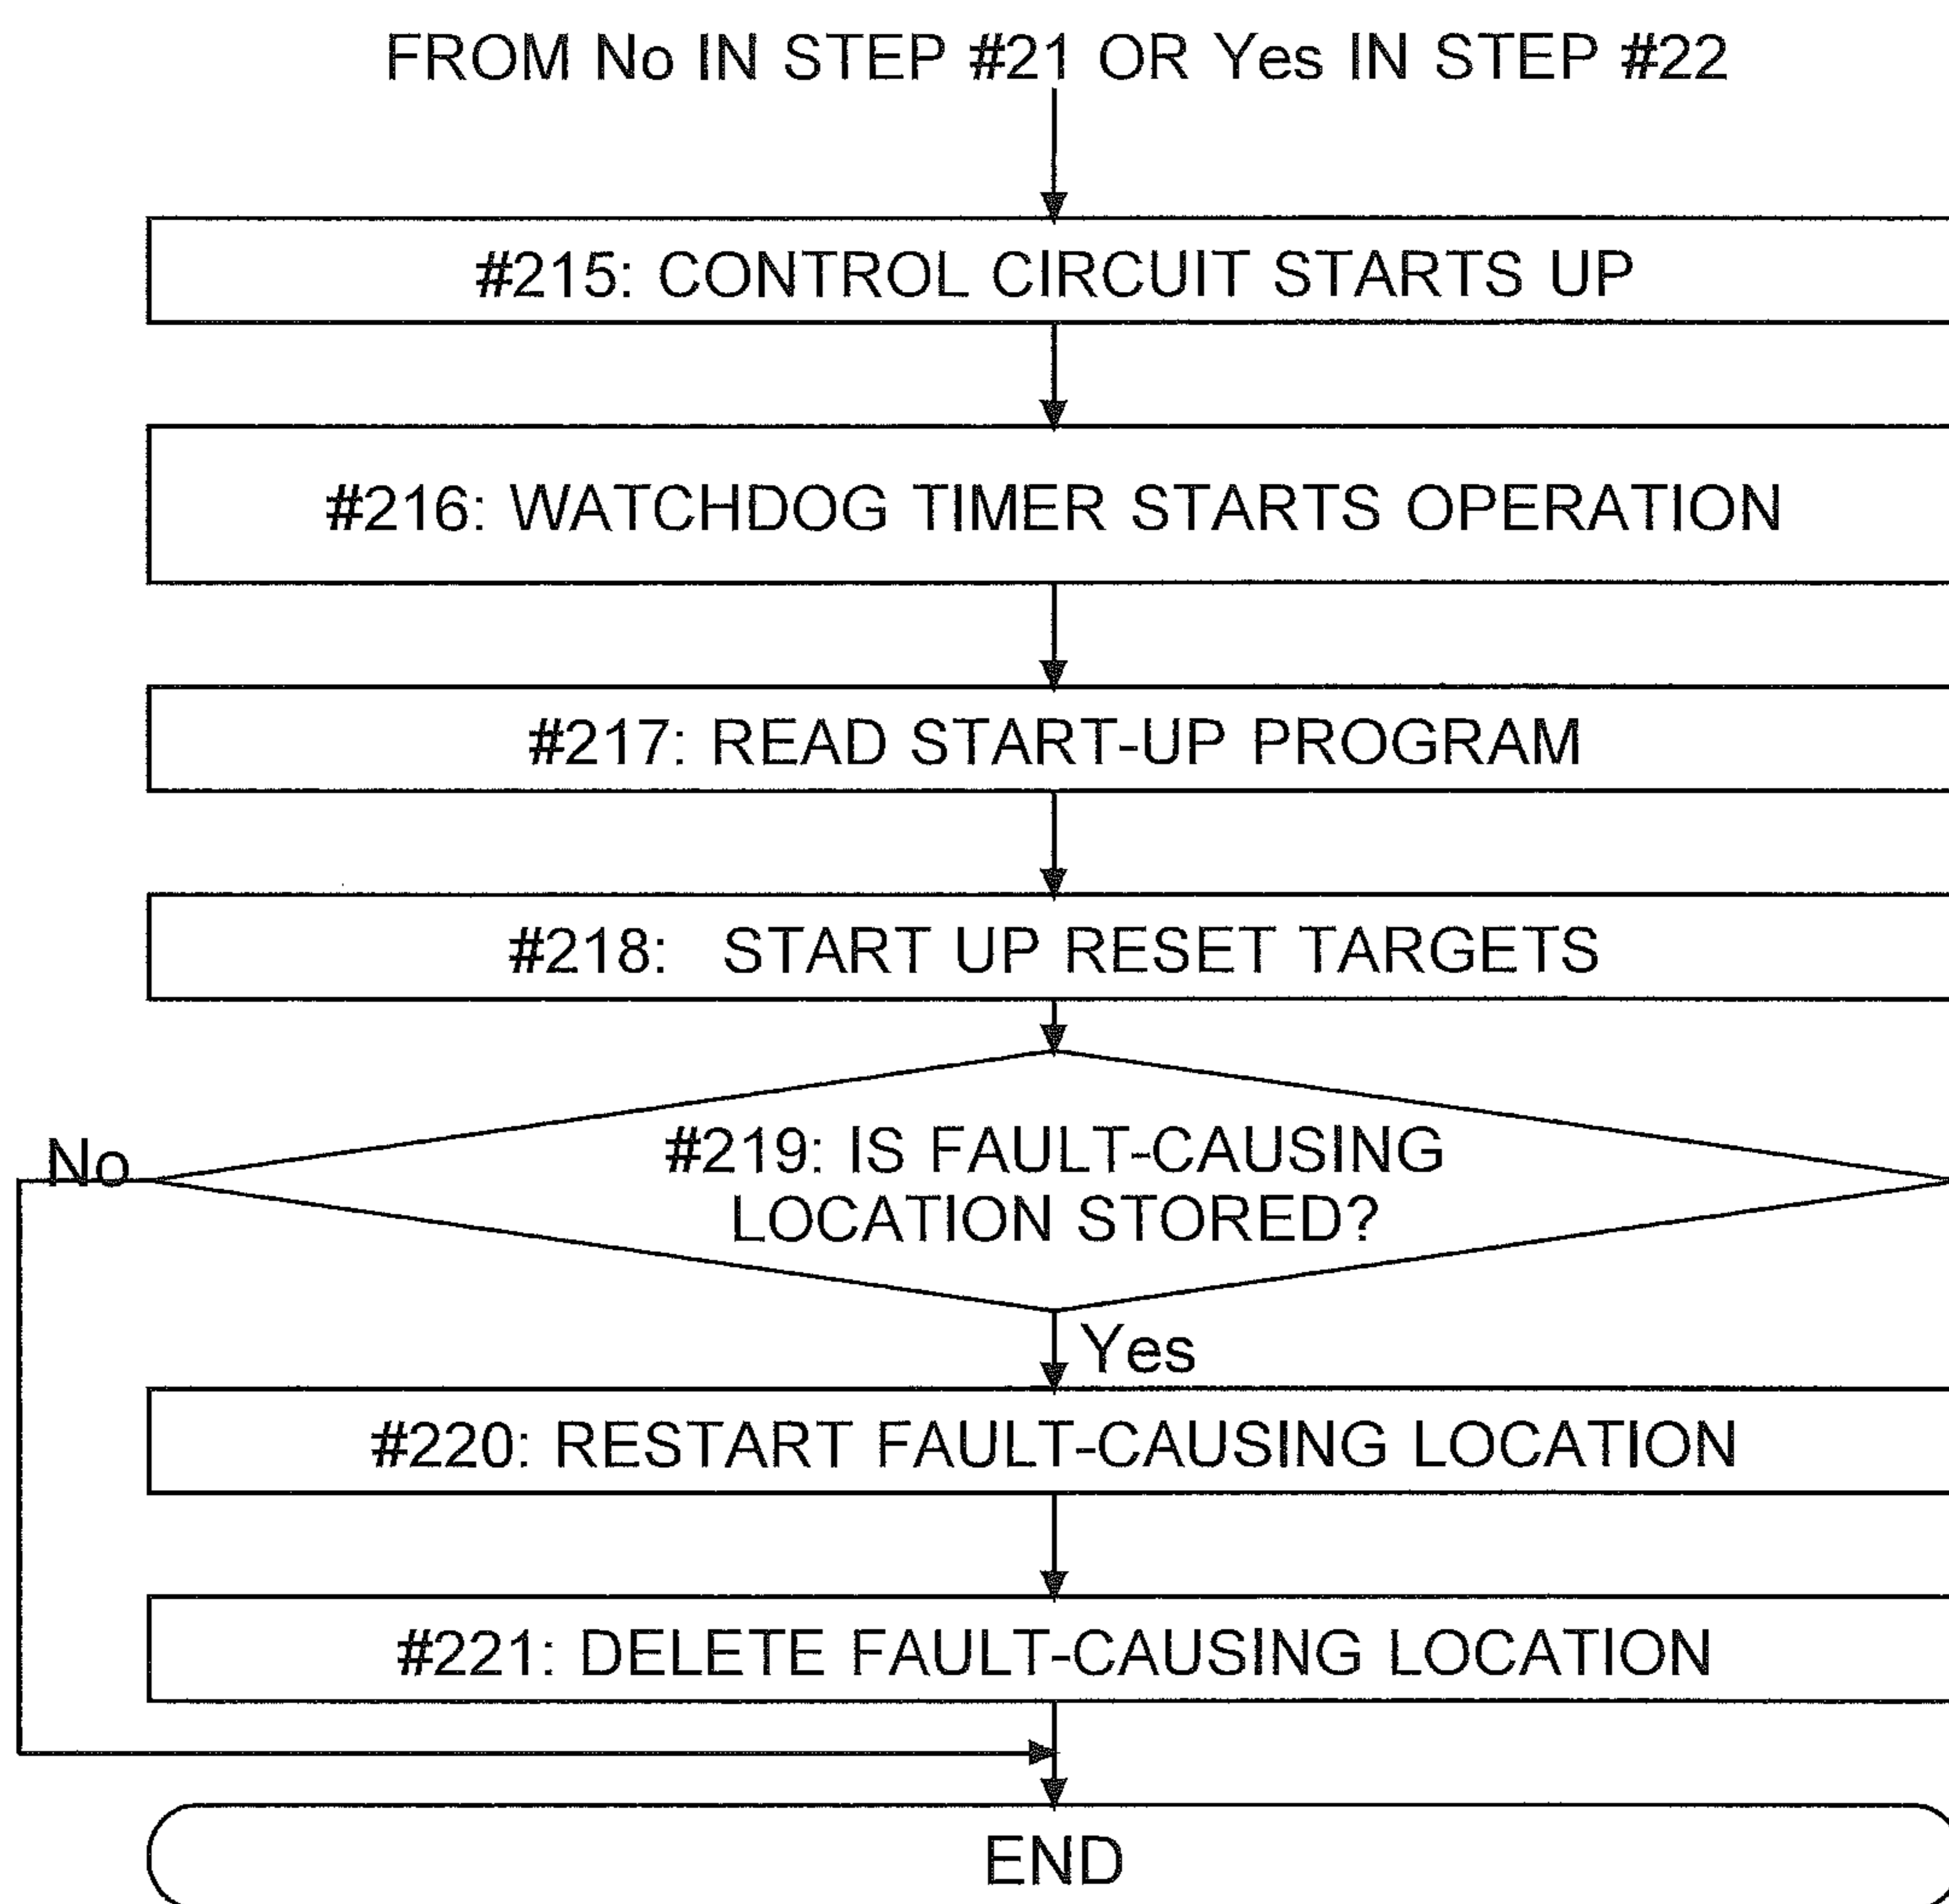 FROM No IN STEP #21 OR Yes IN STEP #22
#215: CONTROL CIRCUIT STARTS UP
#216: WATCHDOG TIMER STARTS OPERATION
#217: READ START-UP PROGRAM
#218: START UP RESET TARGETS
#219: IS FAULT-CAUSING
LOCATION STORED?
No
Yes
#220: RESTART FAULT-CAUSING LOCATION
#221: DELETE FAULT-CAUSING LOCATION
END